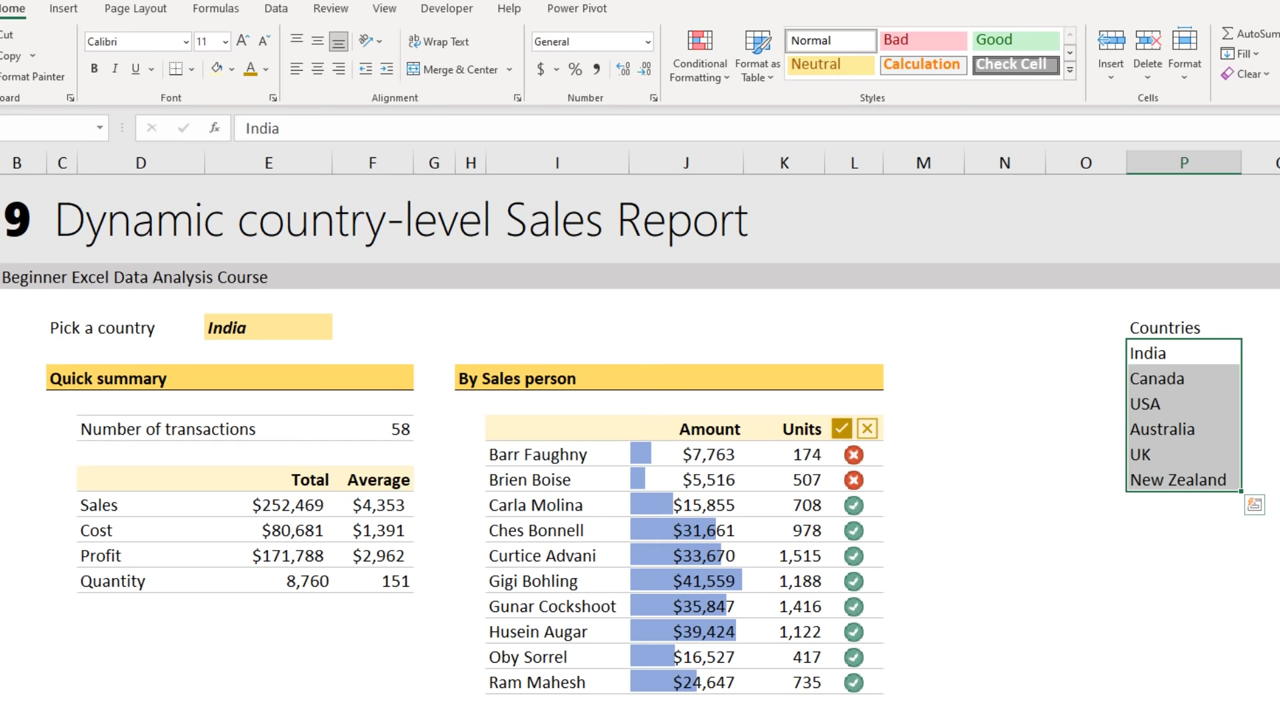 ome Insert Page Layout Formulas Data Review View Developer Help Power Pivot
Cut
Copy
Format Painter
oard
Calibri 11
B I U
Font
Wrap Text
Merge & Center
Alignment
General
$ %
Number
Conditional Formatting
Format as Table
Normal Bad Good
Neutral Calculation Check Cell
Styles
Insert Delete Format
Cells
AutoSum
Fill
Clear
fx India
B C D E F G H I J K L M N O P
9 Dynamic country-level Sales Report
Beginner Excel Data Analysis Course
Pick a country India
Quick summary
Number of transactions 58
Total Average
Sales $252,469 $4,353
Cost $80,681 $1,391
Profit $171,788 $2,962
Quantity 8,760 151
By Sales person
Amount Units
Barr Faughny $7,763 174
Brien Boise $5,516 507
Carla Molina $15,855 708
Ches Bonnell $31,661 978
Curtice Advani $33,670 1,515
Gigi Bohling $41,559 1,188
Gunar Cockshoot $35,847 1,416
Husein Augar $39,424 1,122
Oby Sorrel $16,527 417
Ram Mahesh $24,647 735
Countries
India
Canada
USA
Australia
UK
New Zealand